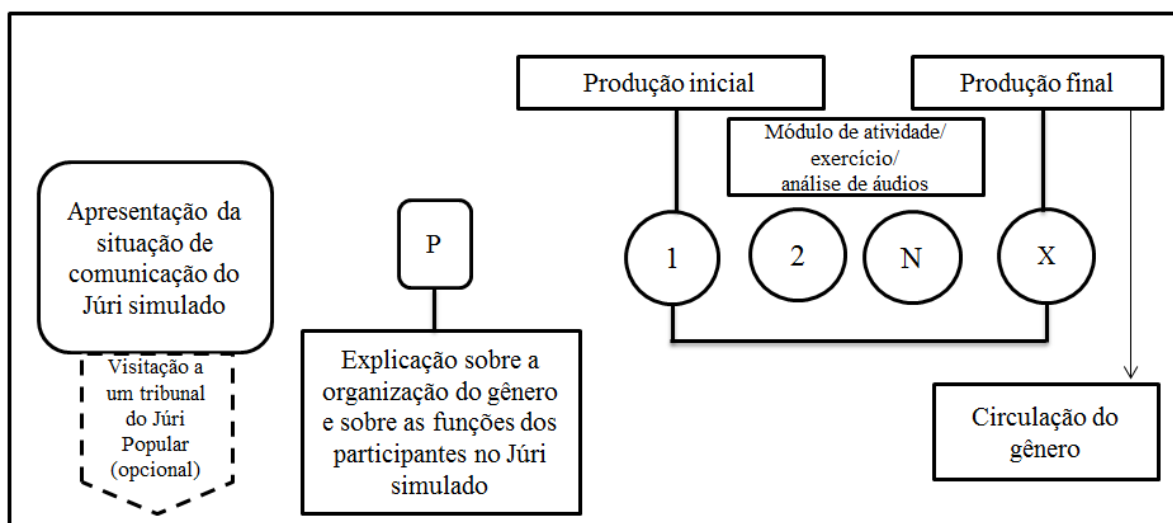 Apresentação da
situação de
comunicação do
Júri simulado
Visitação a
um tribunal
do Júri
Popular
(opcional)
P
Explicação sobre a
organização do gênero
e sobre as funções dos
participantes no Júri
simulado
Produção inicial
Produção final
Módulo de atividade/
exercício/
análise de áudios
1
2
N
X
Circulação do
gênero